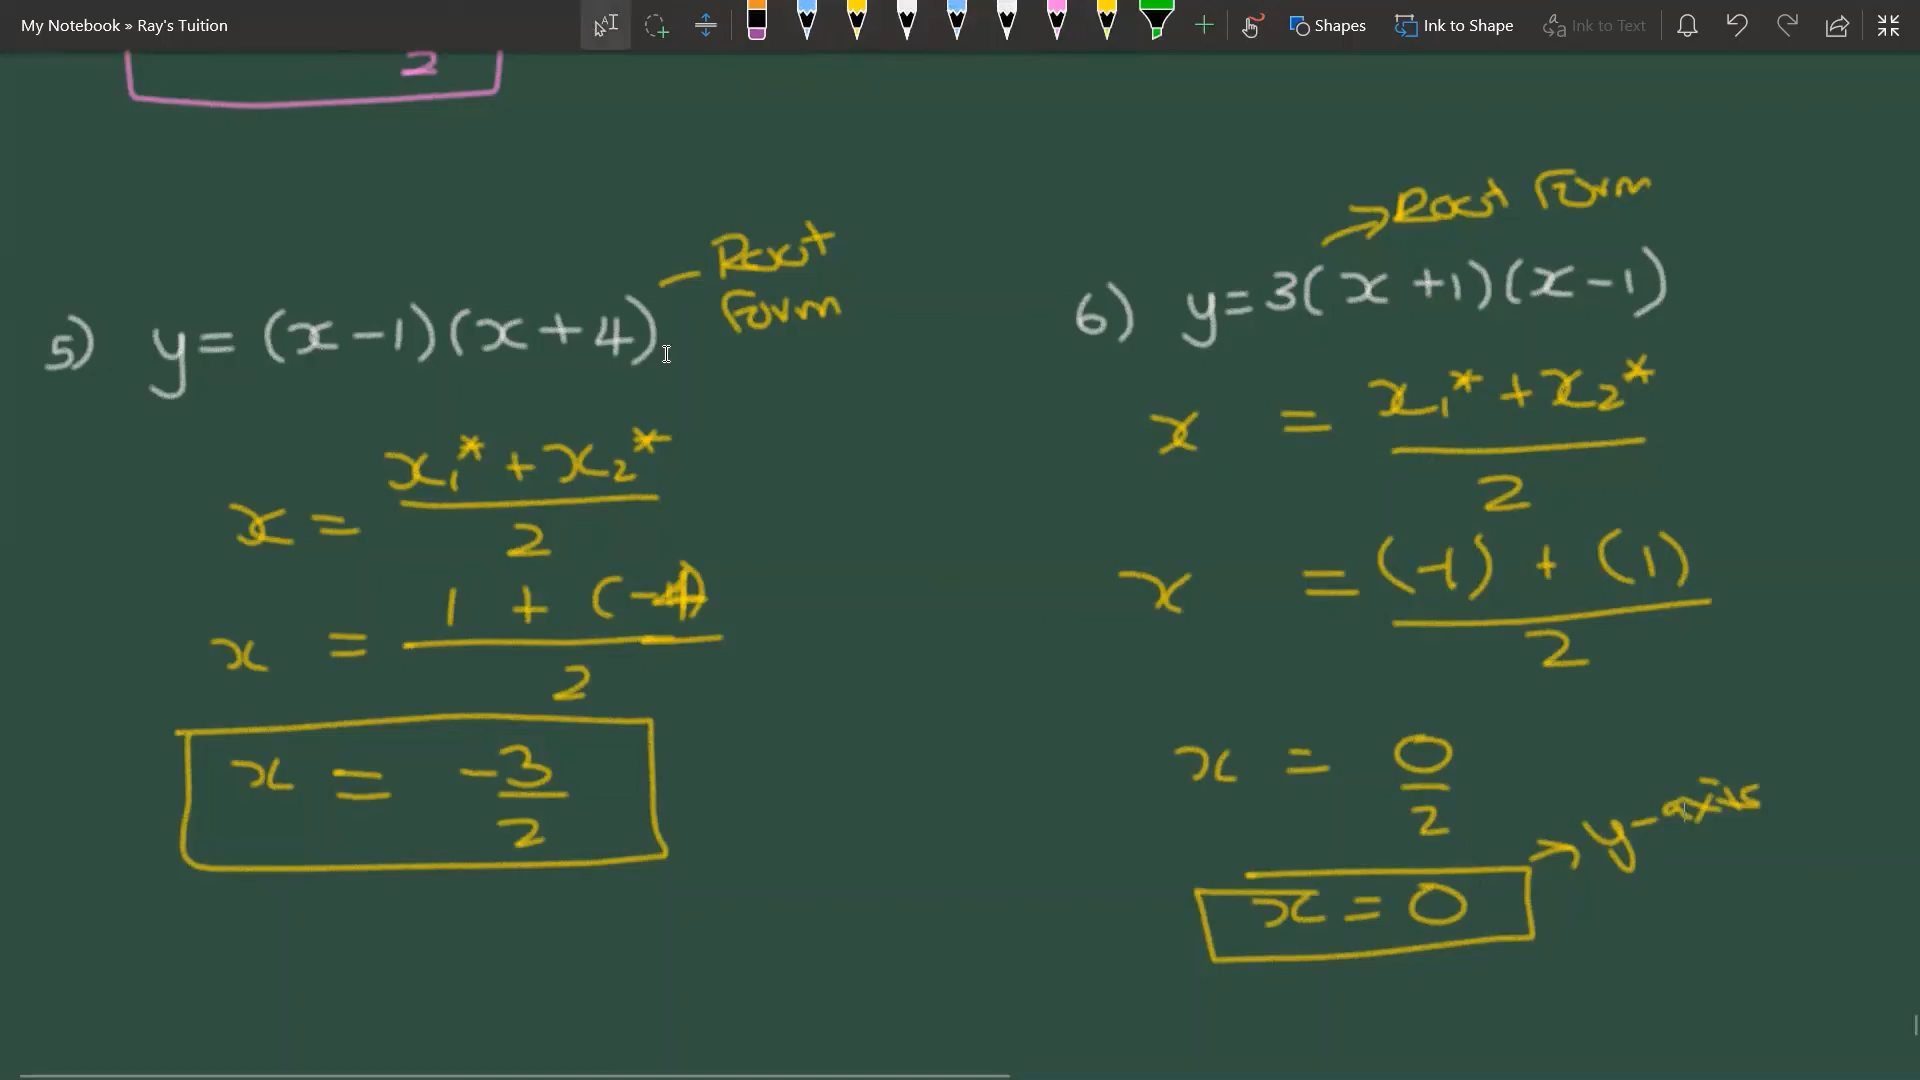 My Notebook » Ray's Tuition
Shapes
Ink to Shape
Ink to Text
2
5) y = (x - 1)(x + 4)
Root
Form
x = (x₁* + x₂*)/2
x = (1 + (-4))/2
x = -3/2
Root Form
6) y = 3(x + 1)(x - 1)
x = (x₁* + x₂*)/2
x = ((-1) + (1))/2
x = 0/2
y-axis
x = 0